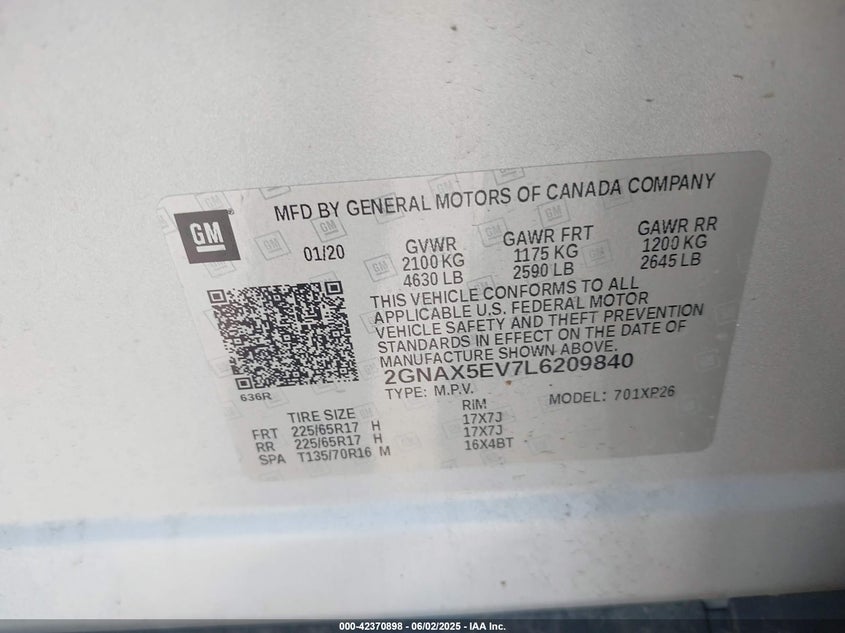 GM
MFD BY GENERAL MOTORS OF CANADA COMPANY
01/20
GVWR GAWR FRT GAWR RR
2100 KG 1175 KG 1200 KG
4630 LB 2590 LB 2645 LB
THIS VEHICLE CONFORMS TO ALL
APPLICABLE U.S. FEDERAL MOTOR
VEHICLE SAFETY AND THEFT PREVENTION
STANDARDS IN EFFECT ON THE DATE OF
MANUFACTURE SHOWN ABOVE.
2GNAX5EV7L6209840
TYPE: M.P.V. MODEL: 701XP26
636R
TIRE SIZE RIM
FRT 225/65R17 H 17X7J
RR 225/65R17 H 17X7J
SPA T135/70R16 M 16X4BT
000-42370898 - 06/02/2025 - IAA Inc.